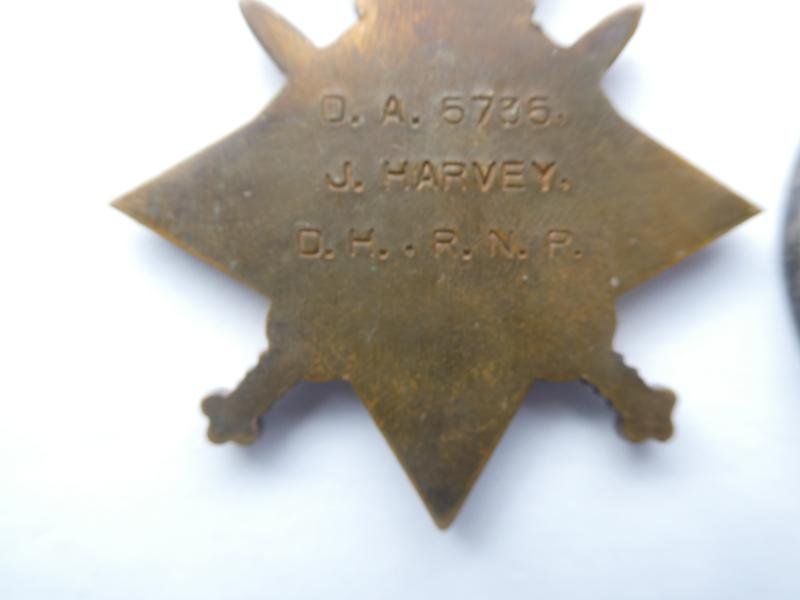 D. A. 5736.
J. HARVEY.
D. H. . R. N. R.